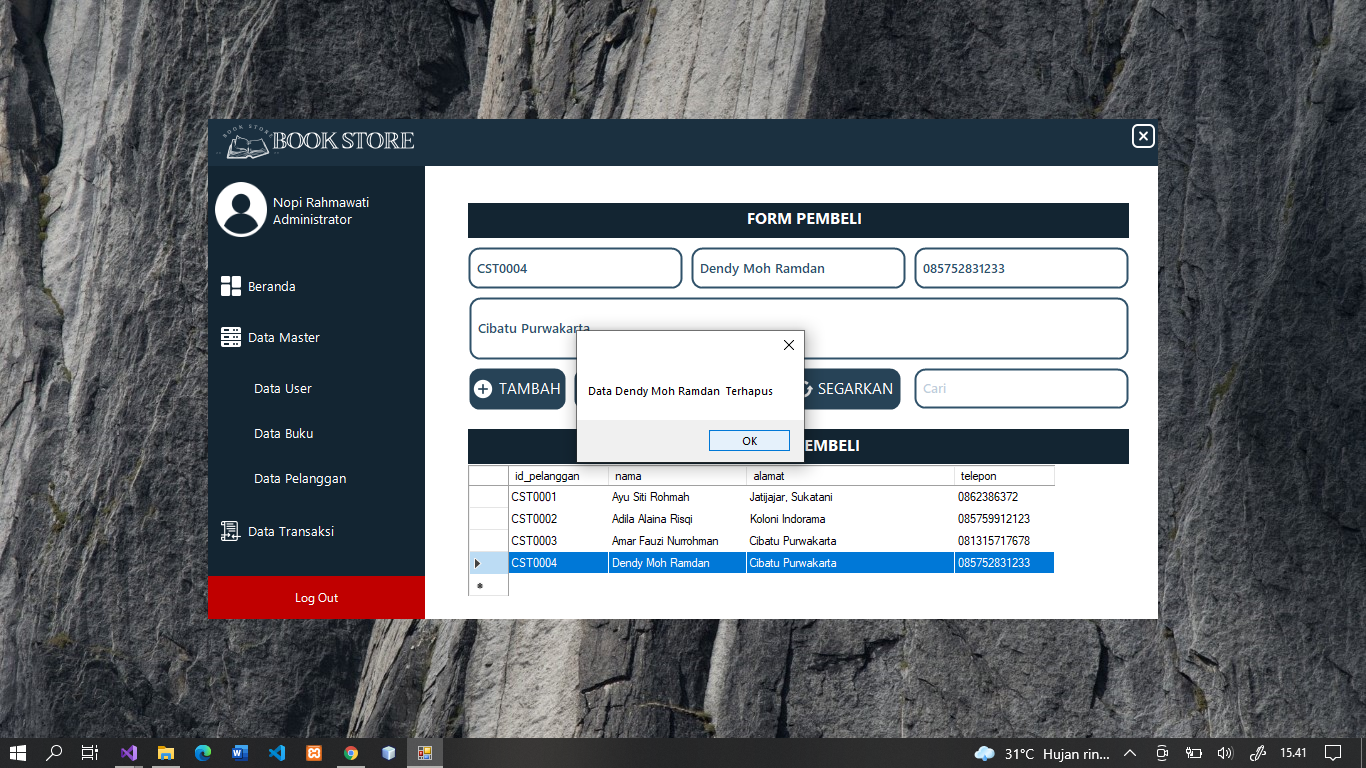 BOOK STORE
BOOK STORE
Nopi Rahmawati
Administrator
Beranda
Data Master
Data User
Data Buku
Data Pelanggan
Data Transaksi
Log Out
FORM PEMBELI
CST0004
Dendy Moh Ramdan
085752831233
Cibatu Purwakarta
TAMBAH
SEGARKAN
Cari
Data Dendy Moh Ramdan  Terhapus
OK
PEMBELI
id_pelanggan nama alamat telepon
CST0001 Ayu Siti Rohmah Jatijajar, Sukatani 0862386372
CST0002 Adila Alaina Risqi Koloni Indorama 085759912123
CST0003 Amar Fauzi Nurrohman Cibatu Purwakarta 081315717678
CST0004 Dendy Moh Ramdan Cibatu Purwakarta 085752831233
31°C Hujan rin...
15.41